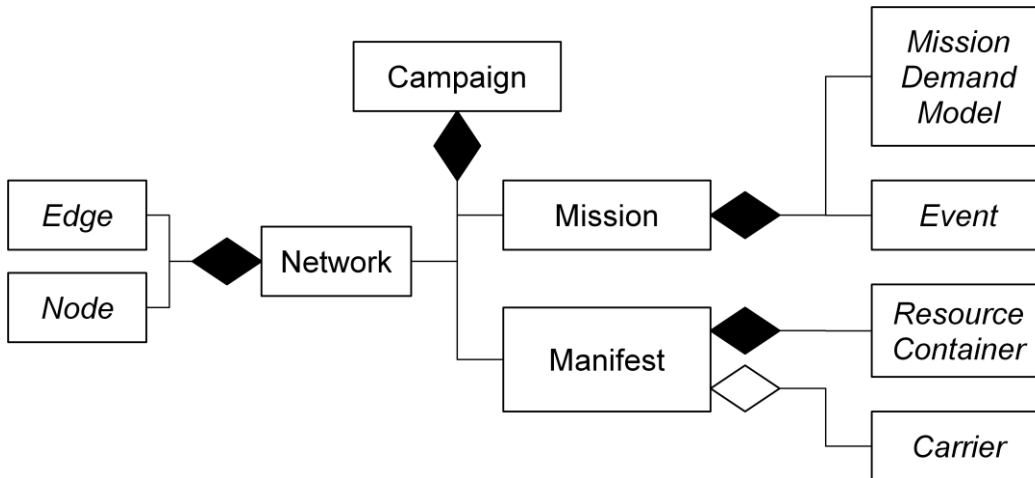 Campaign
Mission
Demand
Model
Edge
Mission
Event
Network
Node
Manifest
Resource
Container
Carrier